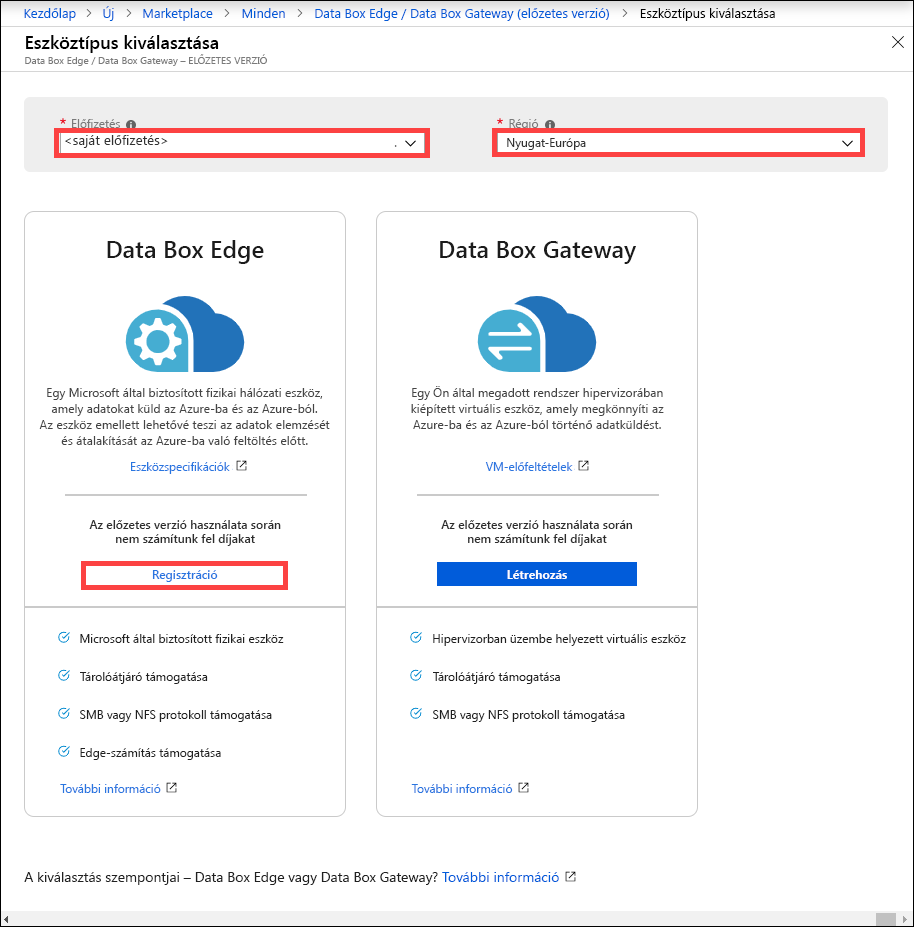 Kezdőlap > Új > Marketplace > Minden > Data Box Edge / Data Box Gateway (előzetes verzió) > Eszköztípus kiválasztása
Eszköztípus kiválasztása
Data Box Edge / Data Box Gateway – ELŐZETES VERZIÓ
* Előfizetés
<saját előfizetés>
* Régió
Nyugat-Európa
Data Box Edge
Egy Microsoft által biztosított fizikai hálózati eszköz,
amely adatokat küld az Azure-ba és az Azure-ból.
Az eszköz emellett lehetővé teszi az adatok elemzését
és átalakítását az Azure-ba való feltöltés előtt.
Eszközspecifikációk
Az előzetes verzió használata során
nem számítunk fel díjakat
Regisztráció
Microsoft által biztosított fizikai eszköz
Tárolóátjáró támogatása
SMB vagy NFS protokoll támogatása
Edge-számítás támogatása
További információ
Data Box Gateway
Egy Ön által megadott rendszer hipervizorában
kiépített virtuális eszköz, amely megkönnyíti az
Azure-ba és az Azure-ból történő adatküldést.
VM-előfeltételek
Az előzetes verzió használata során
nem számítunk fel díjakat
Létrehozás
Hipervizorban üzembe helyezett virtuális eszköz
Tárolóátjáró támogatása
SMB vagy NFS protokoll támogatása
További információ
A kiválasztás szempontjai – Data Box Edge vagy Data Box Gateway? További információ